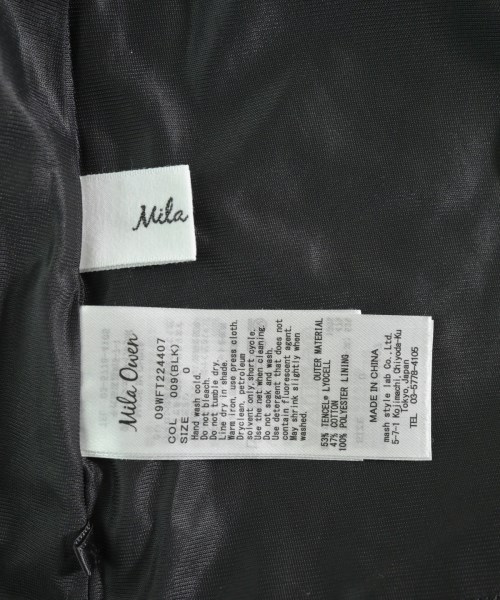 Mila
Mila Owen
09WFT224407
COL 009(BLK)
SIZE 0
Hand wash cold.
Do not bleach.
Do not tumble dry.
Line dry in shade.
Warm iron, use press cloth.
Dryclean, petroleum
solvent only, short cycle.
Use the net when cleaning.
Do not soak and wash.
Use detergent that does not
contain fluorescent agent.
May shrink slightly when
washed.
OUTER MATERIAL
53% TENCEL® LYOCELL
47% COTTON
100% POLYESTER LINING
MADE IN CHINA
mash style lab Co.,ltd.
5-7-1 Kojimachi, Chiyoda-Ku
Tokyo, Japan
TEL 03-5778-4105